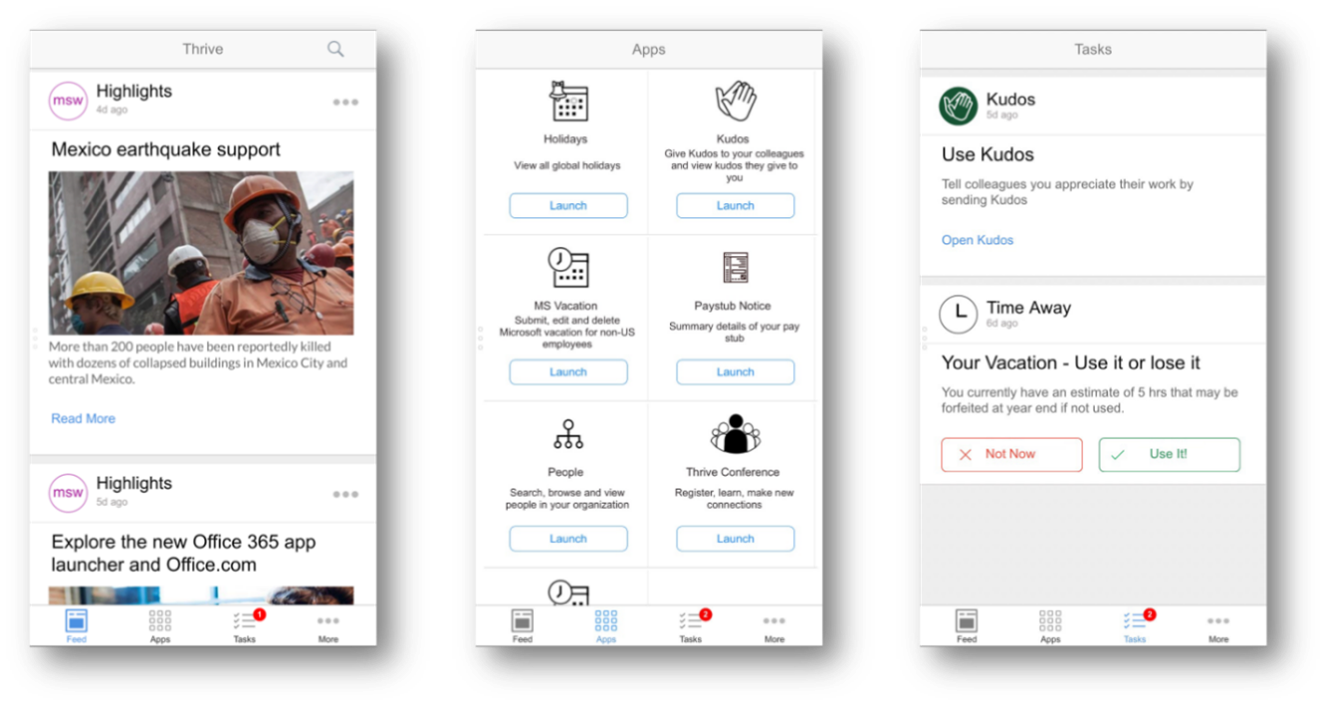 Thrive
msw
Highlights
4d ago
Mexico earthquake support
More than 200 people have been reportedly killed
with dozens of collapsed buildings in Mexico City and
central Mexico.
Read More
msw
Highlights
5d ago
Explore the new Office 365 app
launcher and Office.com
1
Feed
Apps
Tasks
More
Apps
Holidays
View all global holidays
Launch
Kudos
Give Kudos to your colleagues
and view kudos they give to
you
Launch
MS Vacation
Submit, edit and delete
Microsoft vacation for non-US
employees
Launch
Paystub Notice
Summary details of your pay
stub
Launch
People
Search, browse and view
people in your organization
Launch
Thrive Conference
Register, learn, make new
connections
Launch
2
Feed
Apps
Tasks
More
Tasks
Kudos
5d ago
Use Kudos
Tell colleagues you appreciate their work by
sending Kudos
Open Kudos
Time Away
6d ago
Your Vacation - Use it or lose it
You currently have an estimate of 5 hrs that may be
forfeited at year end if not used.
Not Now
Use It!
2
Feed
Apps
Tasks
More